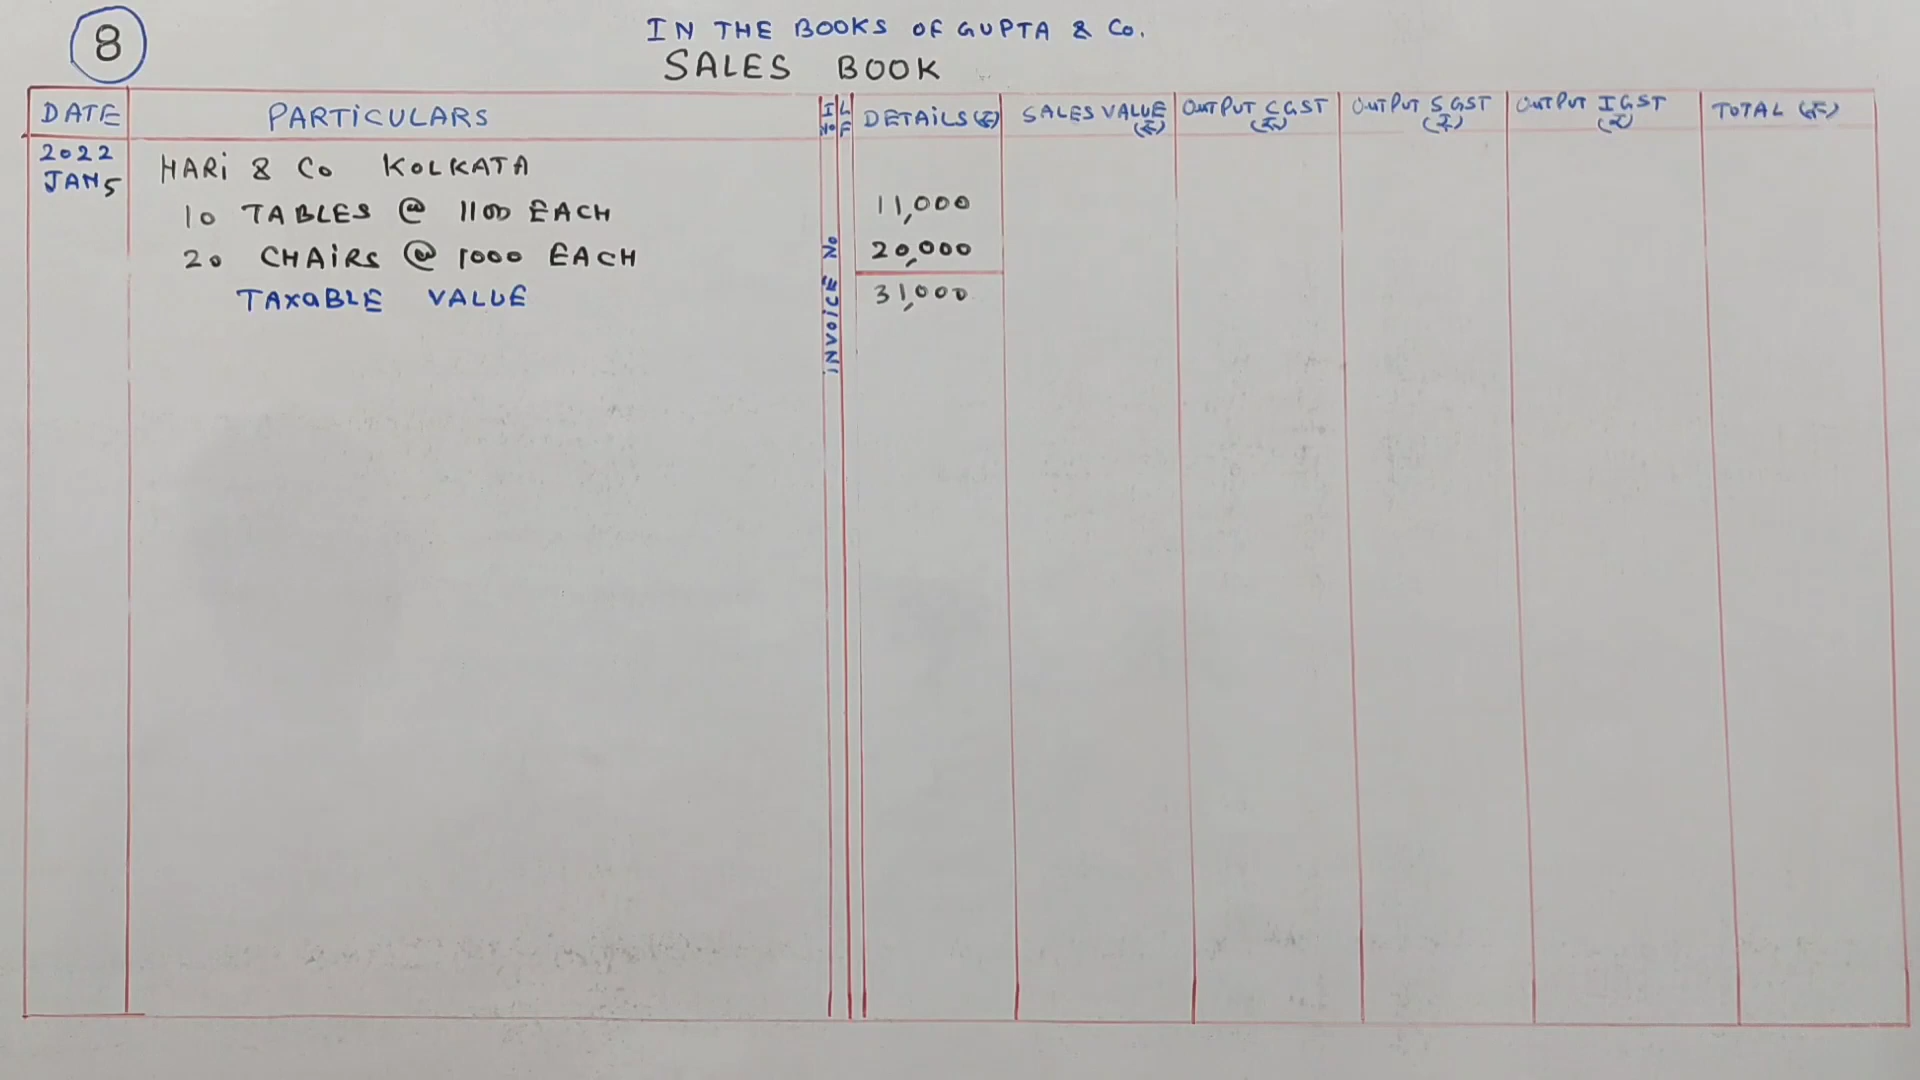 8
IN THE BOOKS OF GUPTA & Co.
SALES BOOK
DATE PARTICULARS I No L F DETAILS (₹) SALES VALUE (₹) OUTPUT CGST (₹) OUTPUT SGST (₹) OUTPUT IGST (₹) TOTAL (₹)
2022
JAN 5 HARI & Co KOLKATA
10 TABLES @ 1100 EACH 11,000
20 CHAIRS @ 1000 EACH 20,000
TAXABLE VALUE 31,000
INVOICE No